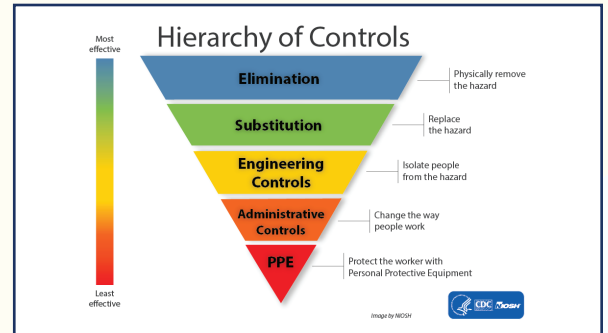 Hierarchy of Controls
Most
effective
Elimination
Physically remove
the hazard
Substitution
Replace
the hazard
Engineering
Controls
Isolate people
from the hazard
Administrative
Controls
Change the way
people work
PPE
Protect the worker with
Personal Protective Equipment
Least
effective
Image by NIOSH
CDC NIOSH